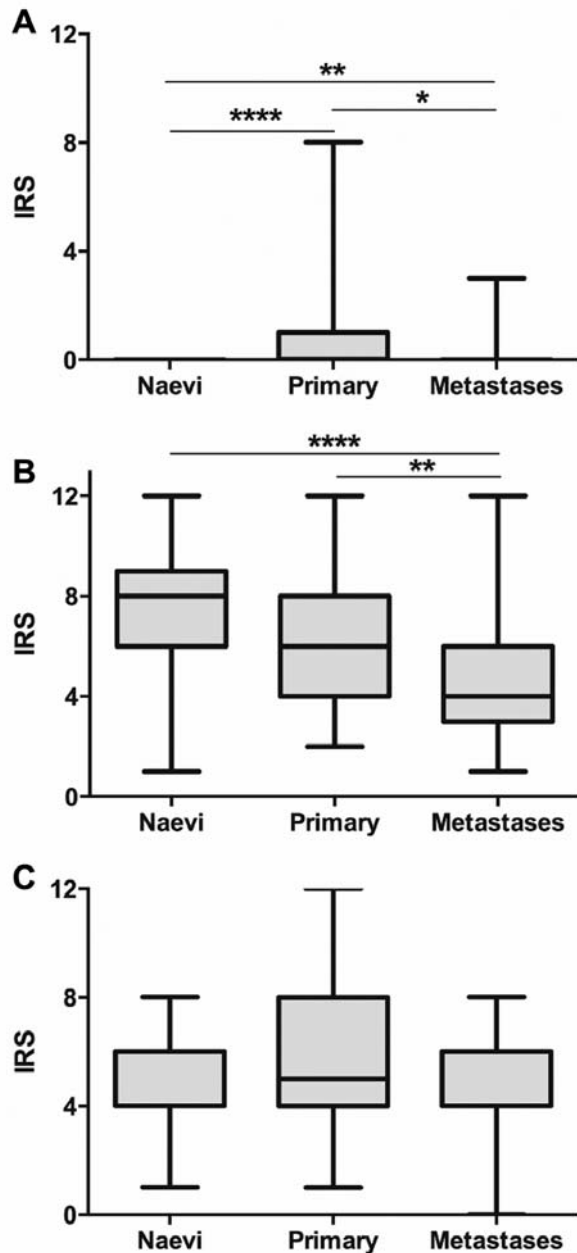 A
12
**
*
****
8
IRS
4
0
Naevi Primary Metastases
B
****
**
12
8
IRS
4
0
Naevi Primary Metastases
C
12
8
IRS
4
0
Naevi Primary Metastases